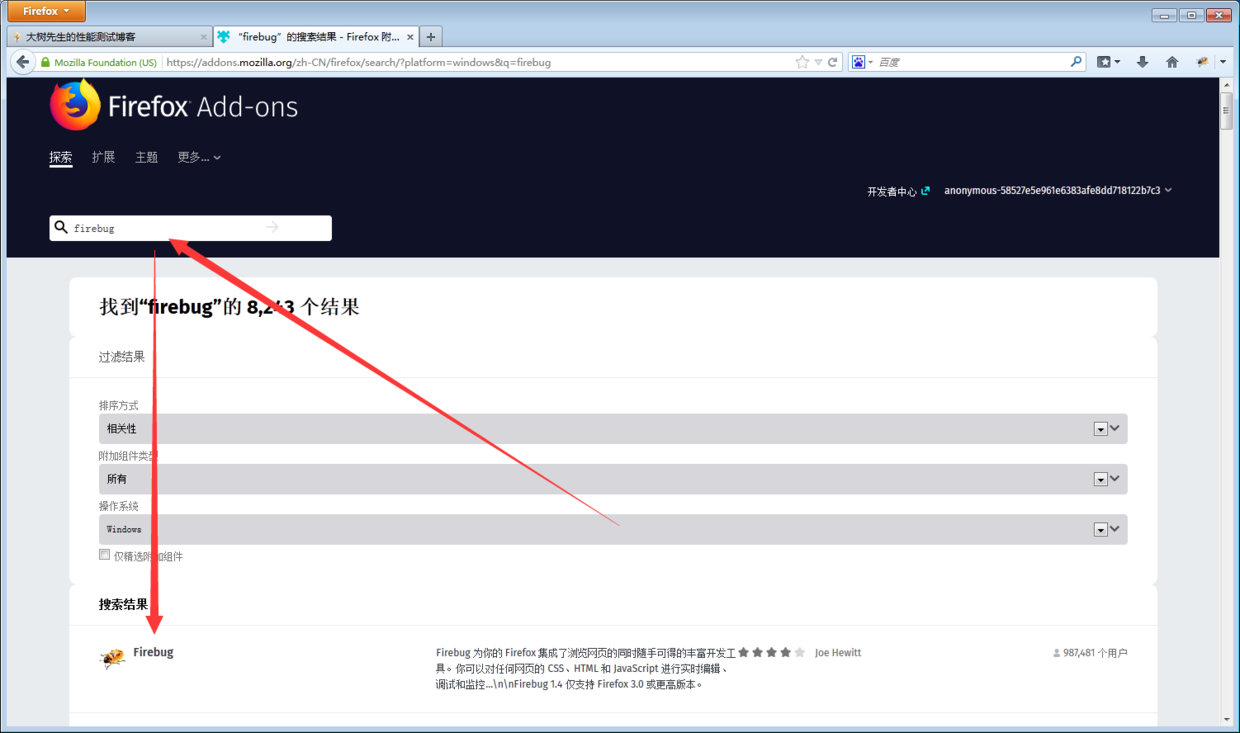 Firefox
大树先生的性能测试博客
“firebug”的搜索结果 - Firefox 附...
Mozilla Foundation (US)
https://addons.mozilla.org/zh-CN/firefox/search/?platform=windows&q=firebug
百度
Firefox Add-ons
探索 扩展 主题 更多...
开发者中心
anonymous-58527e5e961e6383afe8dd718122b7c3
firebug
找到“firebug”的 8,243 个结果
过滤结果
排序方式
相关性
附加组件类型
所有
操作系统
Windows
仅精选附加组件
搜索结果
Firebug
Firebug 为你的 Firefox 集成了浏览网页的同时随手可得的丰富开发工
具。你可以对任何网页的 CSS、HTML 和 JavaScript 进行实时编辑、
调试和监控...\n\nFirebug 1.4 仅支持 Firefox 3.0 或更高版本。
Joe Hewitt
987,481 个用户